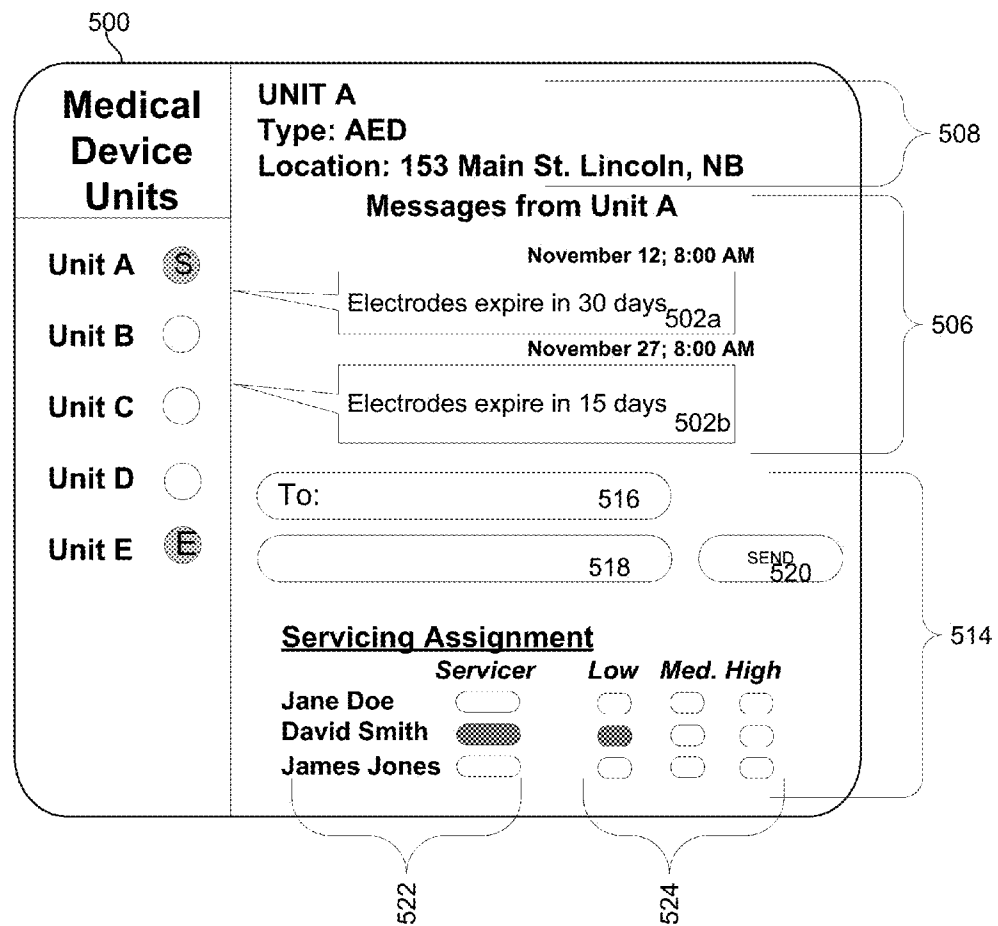 500
Medical
Device
Units
Unit A S
Unit B
Unit C
Unit D
Unit E E
UNIT A
Type: AED
Location: 153 Main St. Lincoln, NB
508
Messages from Unit A
November 12; 8:00 AM
Electrodes expire in 30 days
502a
November 27; 8:00 AM
Electrodes expire in 15 days
502b
506
To: 516
518
SEND
520
Servicing Assignment
Servicer Low Med. High
Jane Doe
David Smith
James Jones
514
522
524